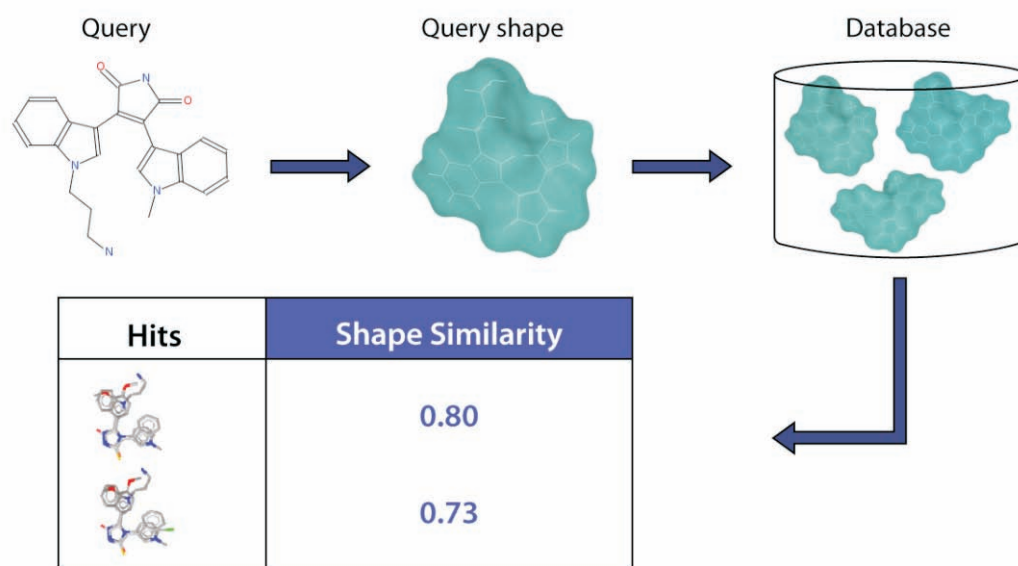 Query
Query shape
Database
O
N
O
N
N
N
Hits
Shape Similarity
0.80
0.73